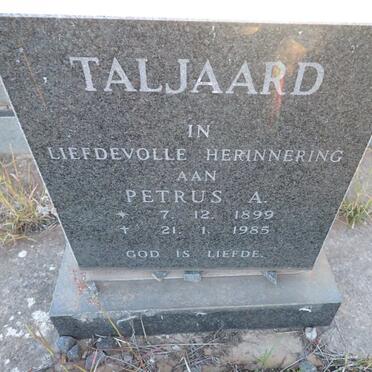 TALJAARD
IN
LIEFDEVOLLE HERINNERING
AAN
PETRUS A.
* 7. 12. 1899
† 21. 1. 1985
GOD IS LIEFDE.